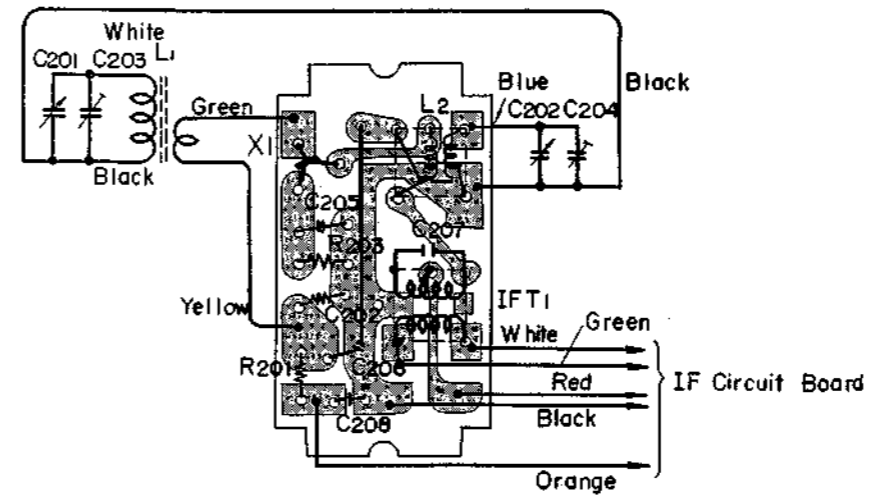 White
C201 C203 L1
Green
Black
X1
L2
Blue
C202 C204
Black
C205
C207
R203
Yellow
C202
IFT1
White
Green
R201
C206
Red
IF Circuit Board
Black
C208
Orange